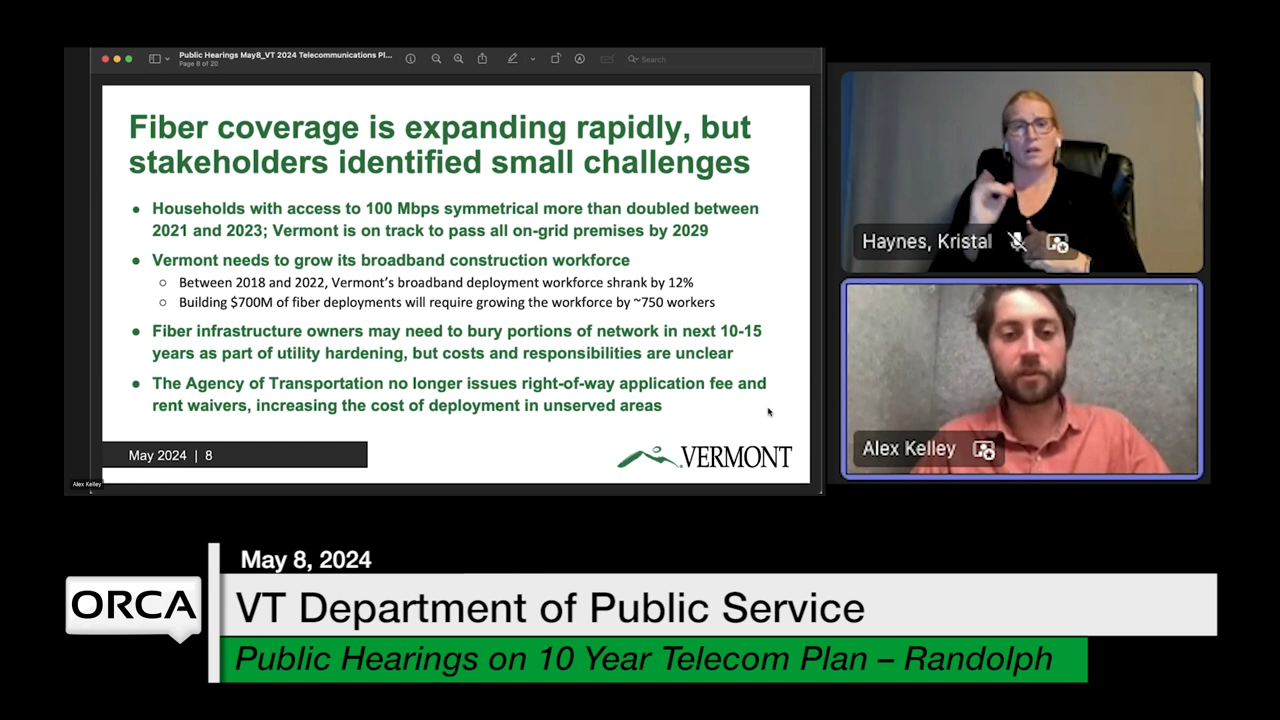 Public Hearings May8_VT 2024 Telecommunications Pl...
Page 8 of 20
Search
Fiber coverage is expanding rapidly, but
stakeholders identified small challenges
• Households with access to 100 Mbps symmetrical more than doubled between
2021 and 2023; Vermont is on track to pass all on-grid premises by 2029
• Vermont needs to grow its broadband construction workforce
○ Between 2018 and 2022, Vermont's broadband deployment workforce shrank by 12%
○ Building $700M of fiber deployments will require growing the workforce by ~750 workers
• Fiber infrastructure owners may need to bury portions of network in next 10-15
years as part of utility hardening, but costs and responsibilities are unclear
• The Agency of Transportation no longer issues right-of-way application fee and
rent waivers, increasing the cost of deployment in unserved areas
May 2024 | 8
VERMONT
Alex Kelley
Haynes, Kristal
Alex Kelley
May 8, 2024
ORCA
VT Department of Public Service
Public Hearings on 10 Year Telecom Plan – Randolph